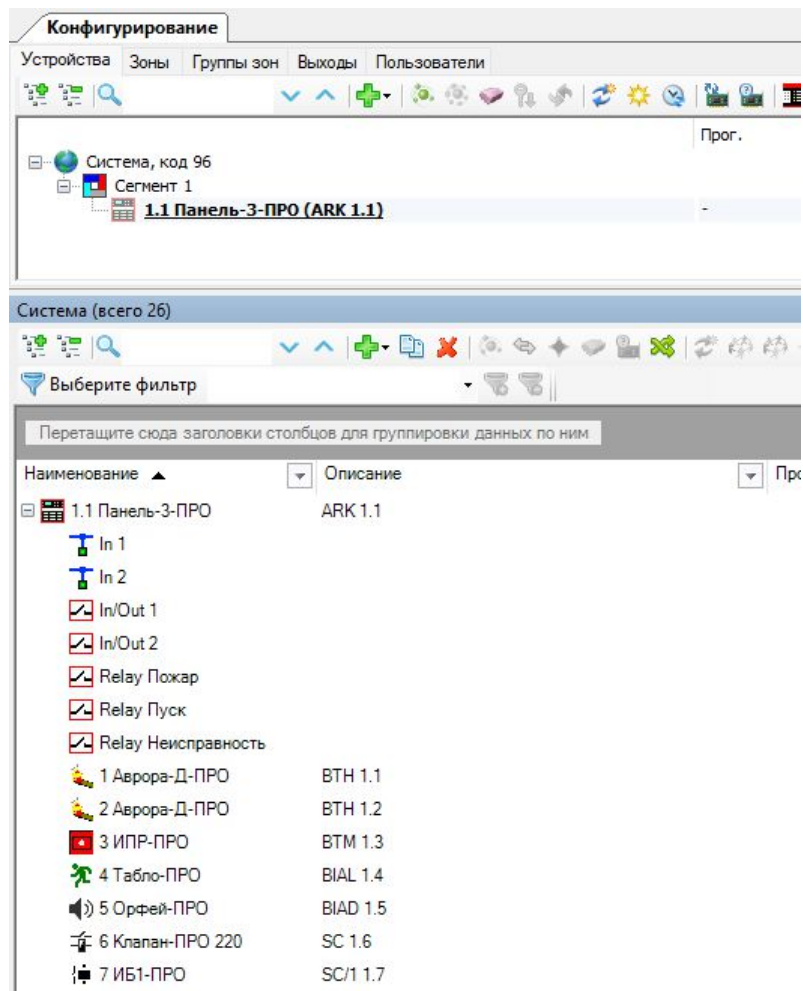 Конфигурирование
Устройства Зоны Группы зон Выходы Пользователи
Прог.
Система, код 96
Сегмент 1
1.1 Панель-3-ПРО (ARK 1.1) -
Система (всего 26)
Выберите фильтр
Перетащите сюда заголовки столбцов для группировки данных по ним
Наименование Описание Про
1.1 Панель-3-ПРО ARK 1.1
In 1
In 2
In/Out 1
In/Out 2
Relay Пожар
Relay Пуск
Relay Неисправность
1 Аврора-Д-ПРО BTH 1.1
2 Аврора-Д-ПРО BTH 1.2
3 ИПР-ПРО BTM 1.3
4 Табло-ПРО BIAL 1.4
5 Орфей-ПРО BIAD 1.5
6 Клапан-ПРО 220 SC 1.6
7 ИБ1-ПРО SC/1 1.7